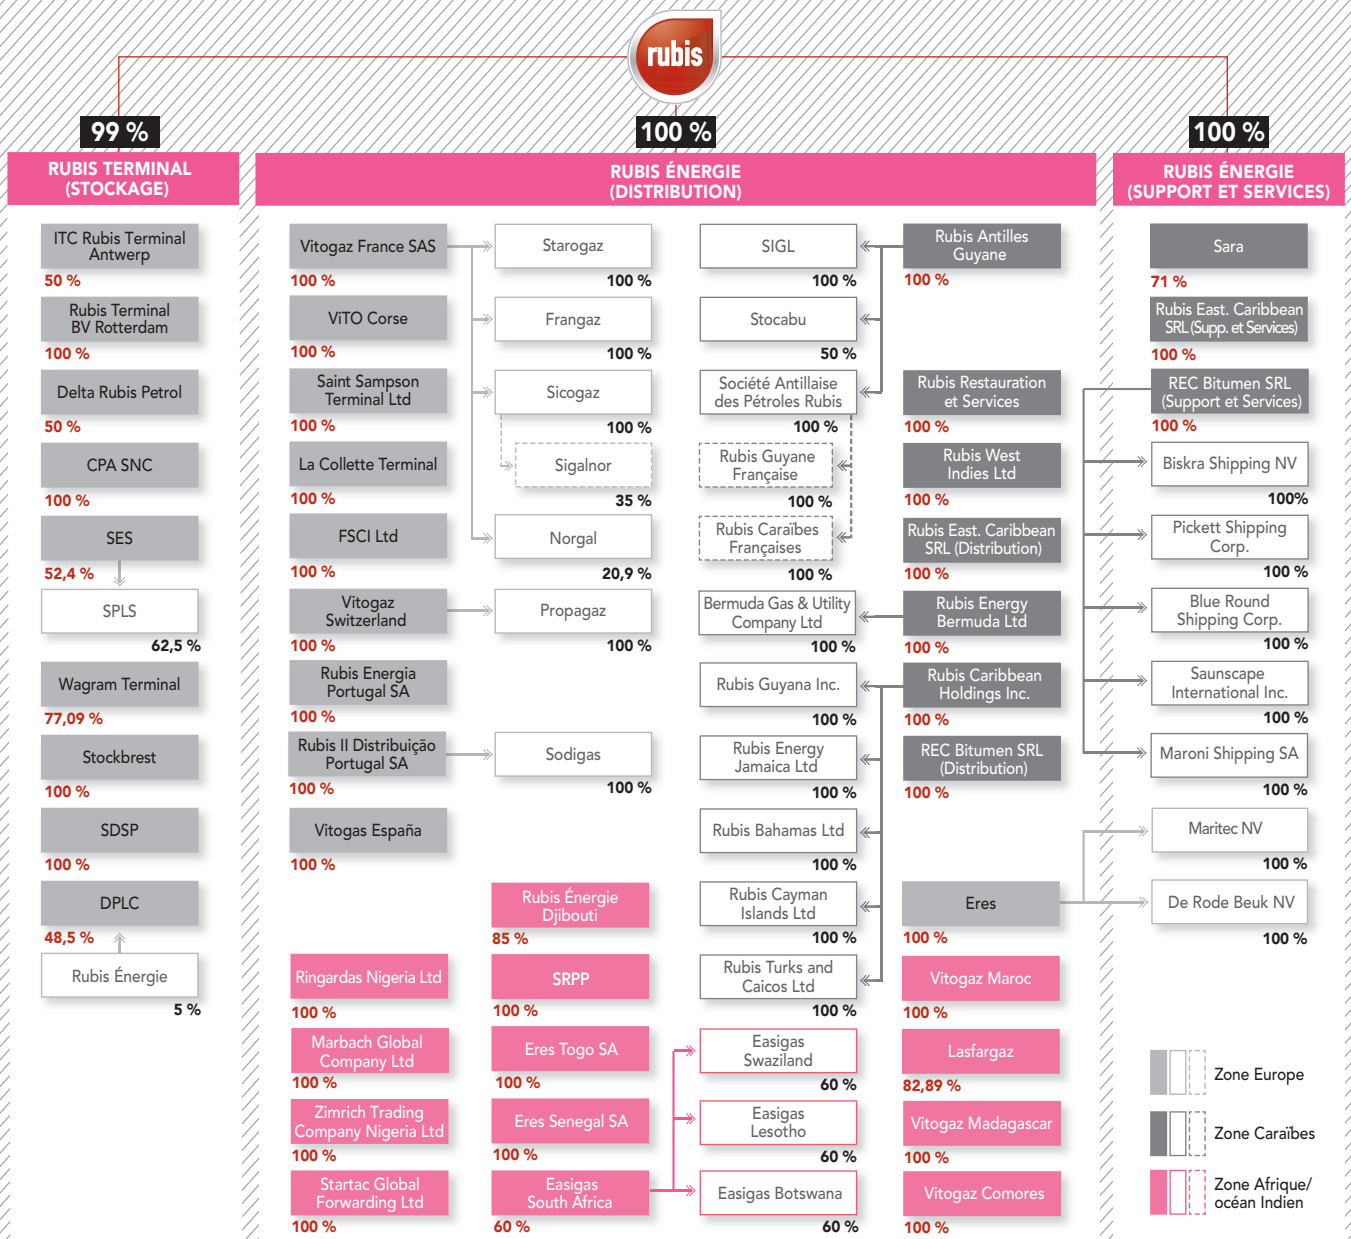 rubis
99 %
100 %
100 %
RUBIS TERMINAL
(STOCKAGE)
RUBIS ÉNERGIE
(DISTRIBUTION)
RUBIS ÉNERGIE
(SUPPORT ET SERVICES)
ITC Rubis Terminal
Antwerp
50 %
Rubis Terminal
BV Rotterdam
100 %
Delta Rubis Petrol
50 %
CPA SNC
100 %
SES
52,4 %
SPLS
62,5 %
Wagram Terminal
77,09 %
Stockbrest
100 %
SDSP
100 %
DPLC
48,5 %
Rubis Énergie
5 %
Vitogaz France SAS
100 %
ViTO Corse
100 %
Saint Sampson
Terminal Ltd
100 %
La Collette Terminal
100 %
FSCI Ltd
100 %
Vitogaz
Switzerland
100 %
Rubis Energia
Portugal SA
100 %
Rubis II Distribuição
Portugal SA
100 %
Vitogas España
100 %
Ringardas Nigeria Ltd
100 %
Marbach Global
Company Ltd
100 %
Zimrich Trading
Company Nigeria Ltd
100 %
Startac Global
Forwarding Ltd
100 %
Starogaz
100 %
Frangaz
100 %
Sicogaz
100 %
Sigalnor
35 %
Norgal
20,9 %
Propagaz
100 %
Sodigas
100 %
Rubis Énergie
Djibouti
85 %
SRPP
100 %
Eres Togo SA
100 %
Eres Senegal SA
100 %
Easigas
South Africa
60 %
SIGL
100 %
Stocabu
50 %
Société Antillaise
des Pétroles Rubis
100 %
Rubis Guyane
Française
100 %
Rubis Caraïbes
Françaises
100 %
Bermuda Gas & Utility
Company Ltd
100 %
Rubis Guyana Inc.
100 %
Rubis Energy
Jamaica Ltd
100 %
Rubis Bahamas Ltd
100 %
Rubis Cayman
Islands Ltd
100 %
Rubis Turks and
Caicos Ltd
100 %
Easigas
Swaziland
60 %
Easigas
Lesotho
60 %
Easigas Botswana
60 %
Rubis Antilles
Guyane
100 %
Rubis Restauration
et Services
100 %
Rubis West
Indies Ltd
100 %
Rubis East. Caribbean
SRL (Distribution)
100 %
Rubis Energy
Bermuda Ltd
100 %
Rubis Caribbean
Holdings Inc.
100 %
REC Bitumen SRL
(Distribution)
100 %
Eres
100 %
Vitogaz Maroc
100 %
Lasfargaz
82,89 %
Vitogaz Madagascar
100 %
Vitogaz Comores
100 %
Sara
71 %
Rubis East. Caribbean
SRL (Supp. et Services)
100 %
REC Bitumen SRL
(Support et Services)
100 %
Biskra Shipping NV
100%
Pickett Shipping
Corp.
100 %
Blue Round
Shipping Corp.
100 %
Saunscape
International Inc.
100 %
Maroni Shipping SA
100 %
Maritec NV
100 %
De Rode Beuk NV
100 %
Zone Europe
Zone Caraïbes
Zone Afrique/
océan Indien